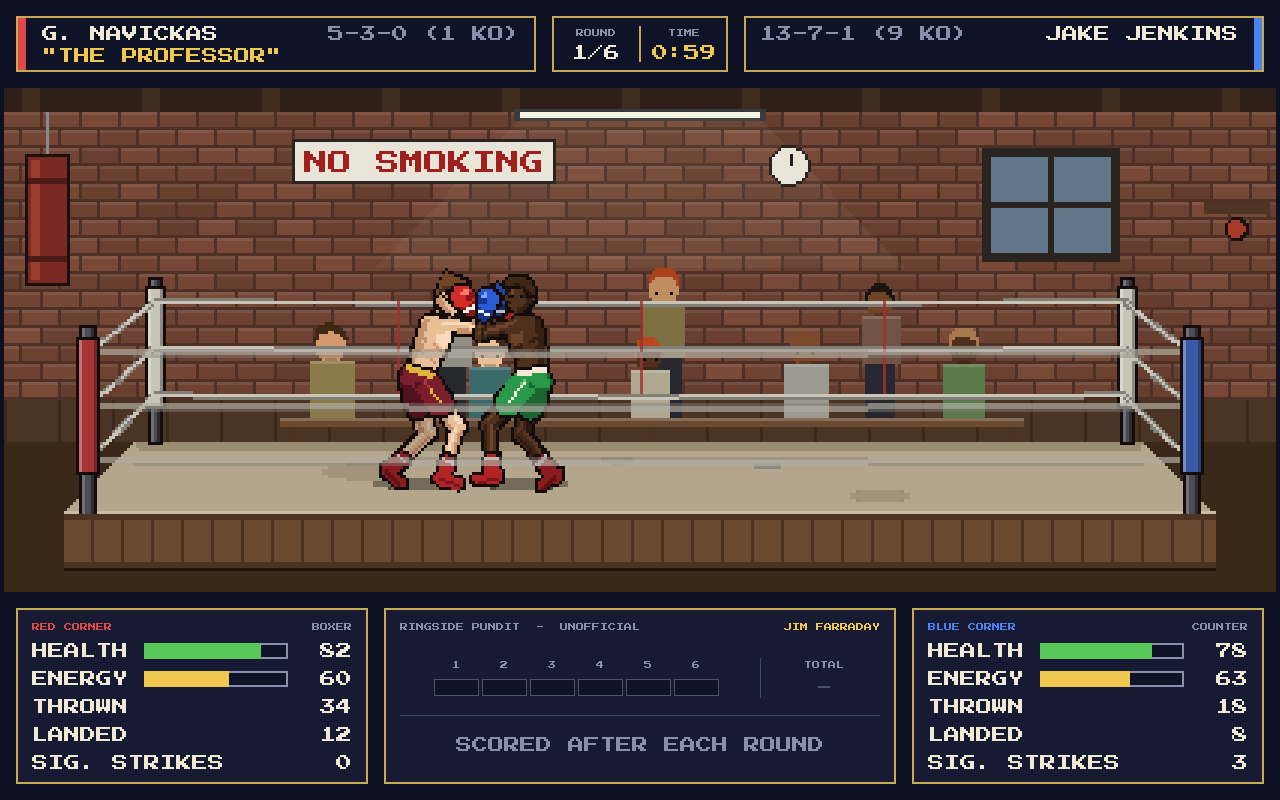 G. NAVICKAS 5-3-0 (1 KO)
"THE PROFESSOR"
ROUND TIME
1/6 0:59
13-7-1 (9 KO) JAKE JENKINS
NO SMOKING
RED CORNER BOXER
HEALTH 82
ENERGY 60
THROWN 34
LANDED 12
SIG. STRIKES 0
RINGSIDE PUNDIT - UNOFFICIAL JIM FARRADAY
1 2 3 4 5 6 TOTAL
—
SCORED AFTER EACH ROUND
BLUE CORNER COUNTER
HEALTH 78
ENERGY 63
THROWN 18
LANDED 8
SIG. STRIKES 3